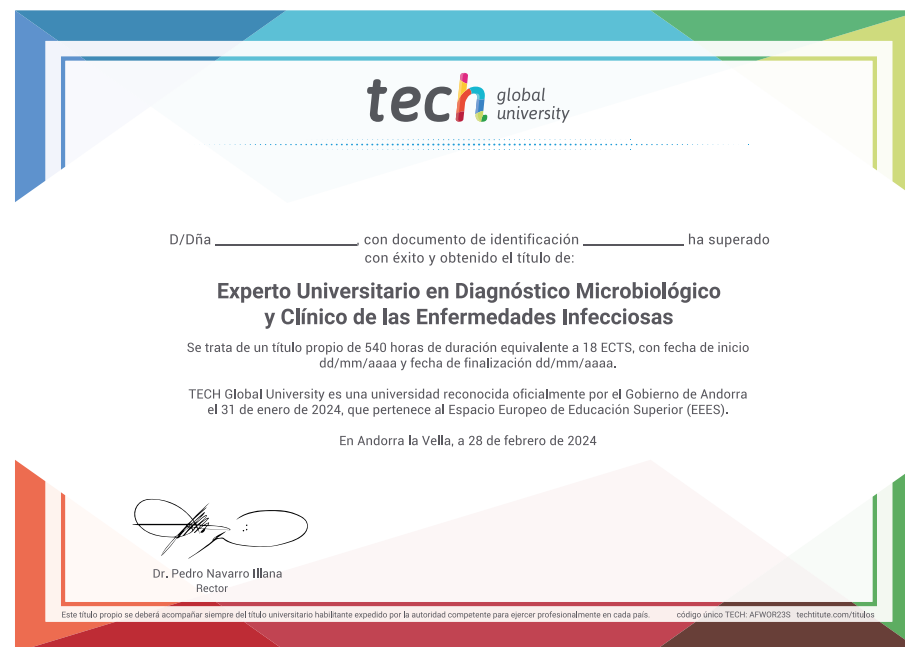 tech global
university
D/Dña ____________________, con documento de identificación ______________ ha superado
con éxito y obtenido el título de:
Experto Universitario en Diagnóstico Microbiológico
y Clínico de las Enfermedades Infecciosas
Se trata de un título propio de 540 horas de duración equivalente a 18 ECTS, con fecha de inicio
dd/mm/aaaa y fecha de finalización dd/mm/aaaa.
TECH Global University es una universidad reconocida oficialmente por el Gobierno de Andorra
el 31 de enero de 2024, que pertenece al Espacio Europeo de Educación Superior (EEES).
En Andorra la Vella, a 28 de febrero de 2024
Dr. Pedro Navarro Illana
Rector
Este título propio se deberá acompañar siempre del título universitario habilitante expedido por la autoridad competente para ejercer profesionalmente en cada país. código único TECH: AFWOR23S techtitute.com/titulos